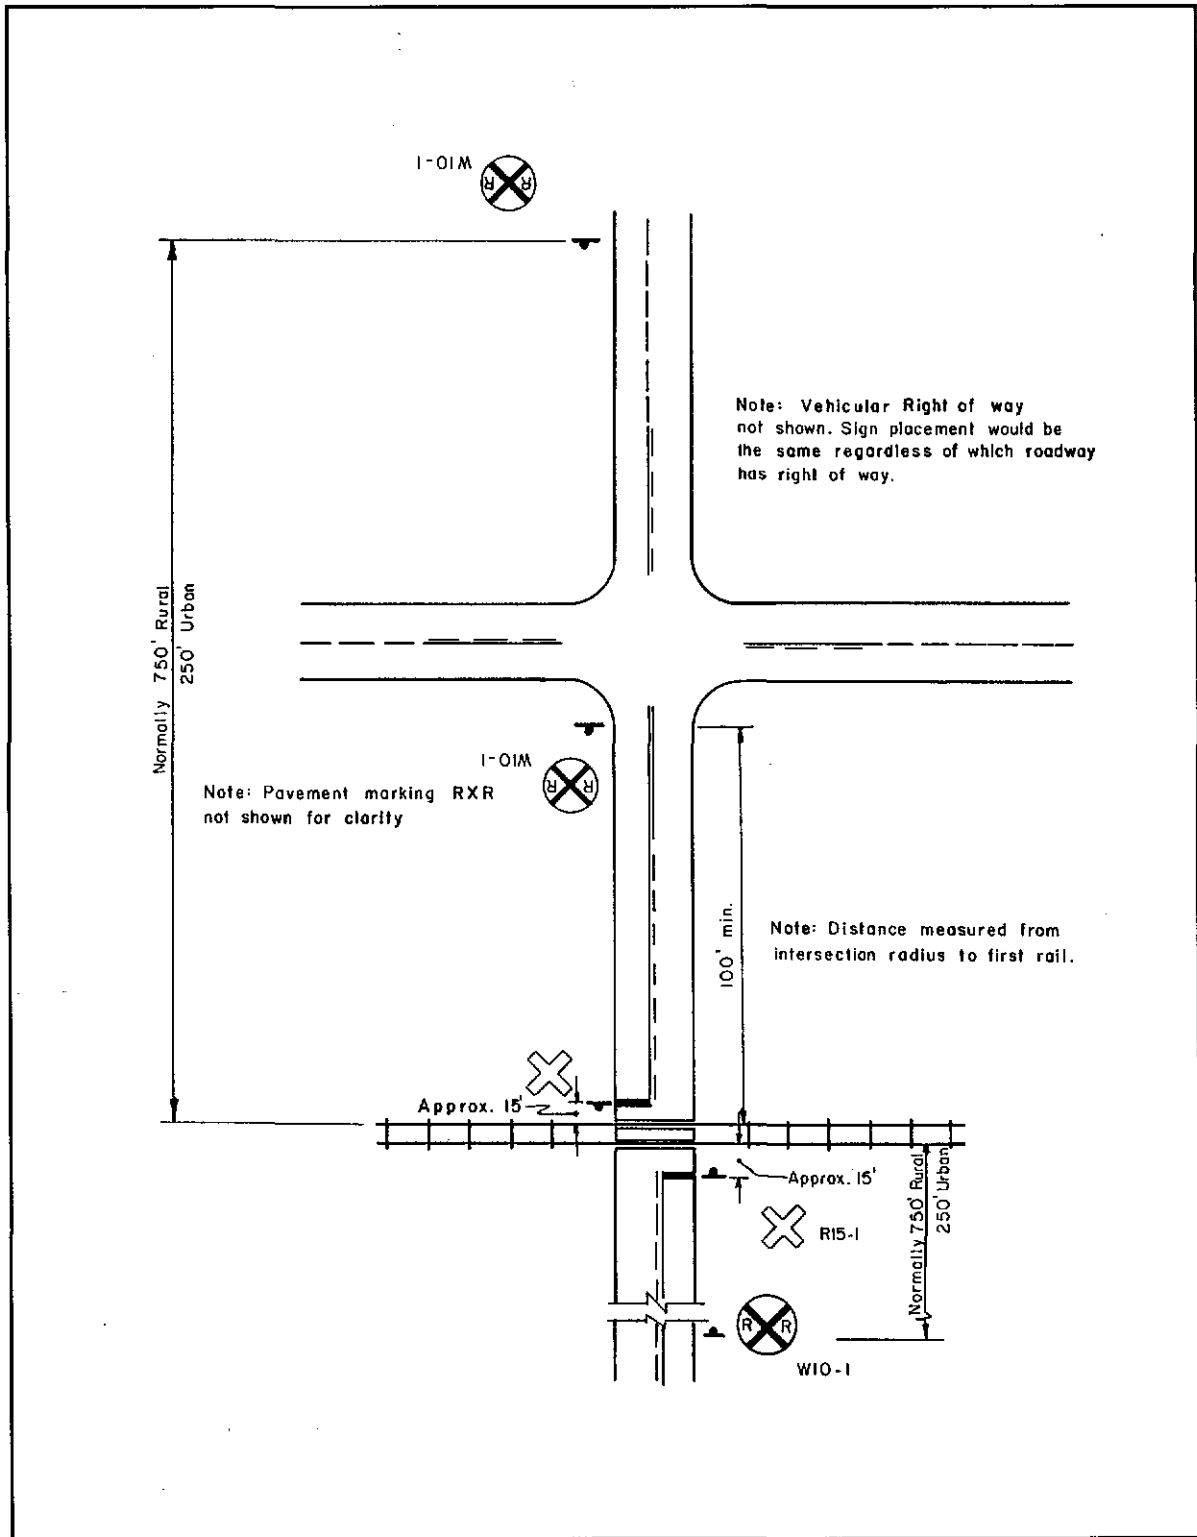 W10-1
R R
Note: Vehicular Right of way
not shown. Sign placement would be
the same regardless of which roadway
has right of way.
Normally 750' Rural
250' Urban
W10-1
R R
Note: Pavement marking RXR
not shown for clarity
100' min.
Note: Distance measured from
intersection radius to first rail.
Approx. 15'
Approx. 15'
R15-1
Normally 750' Rural
250' Urban
R R
W10-1